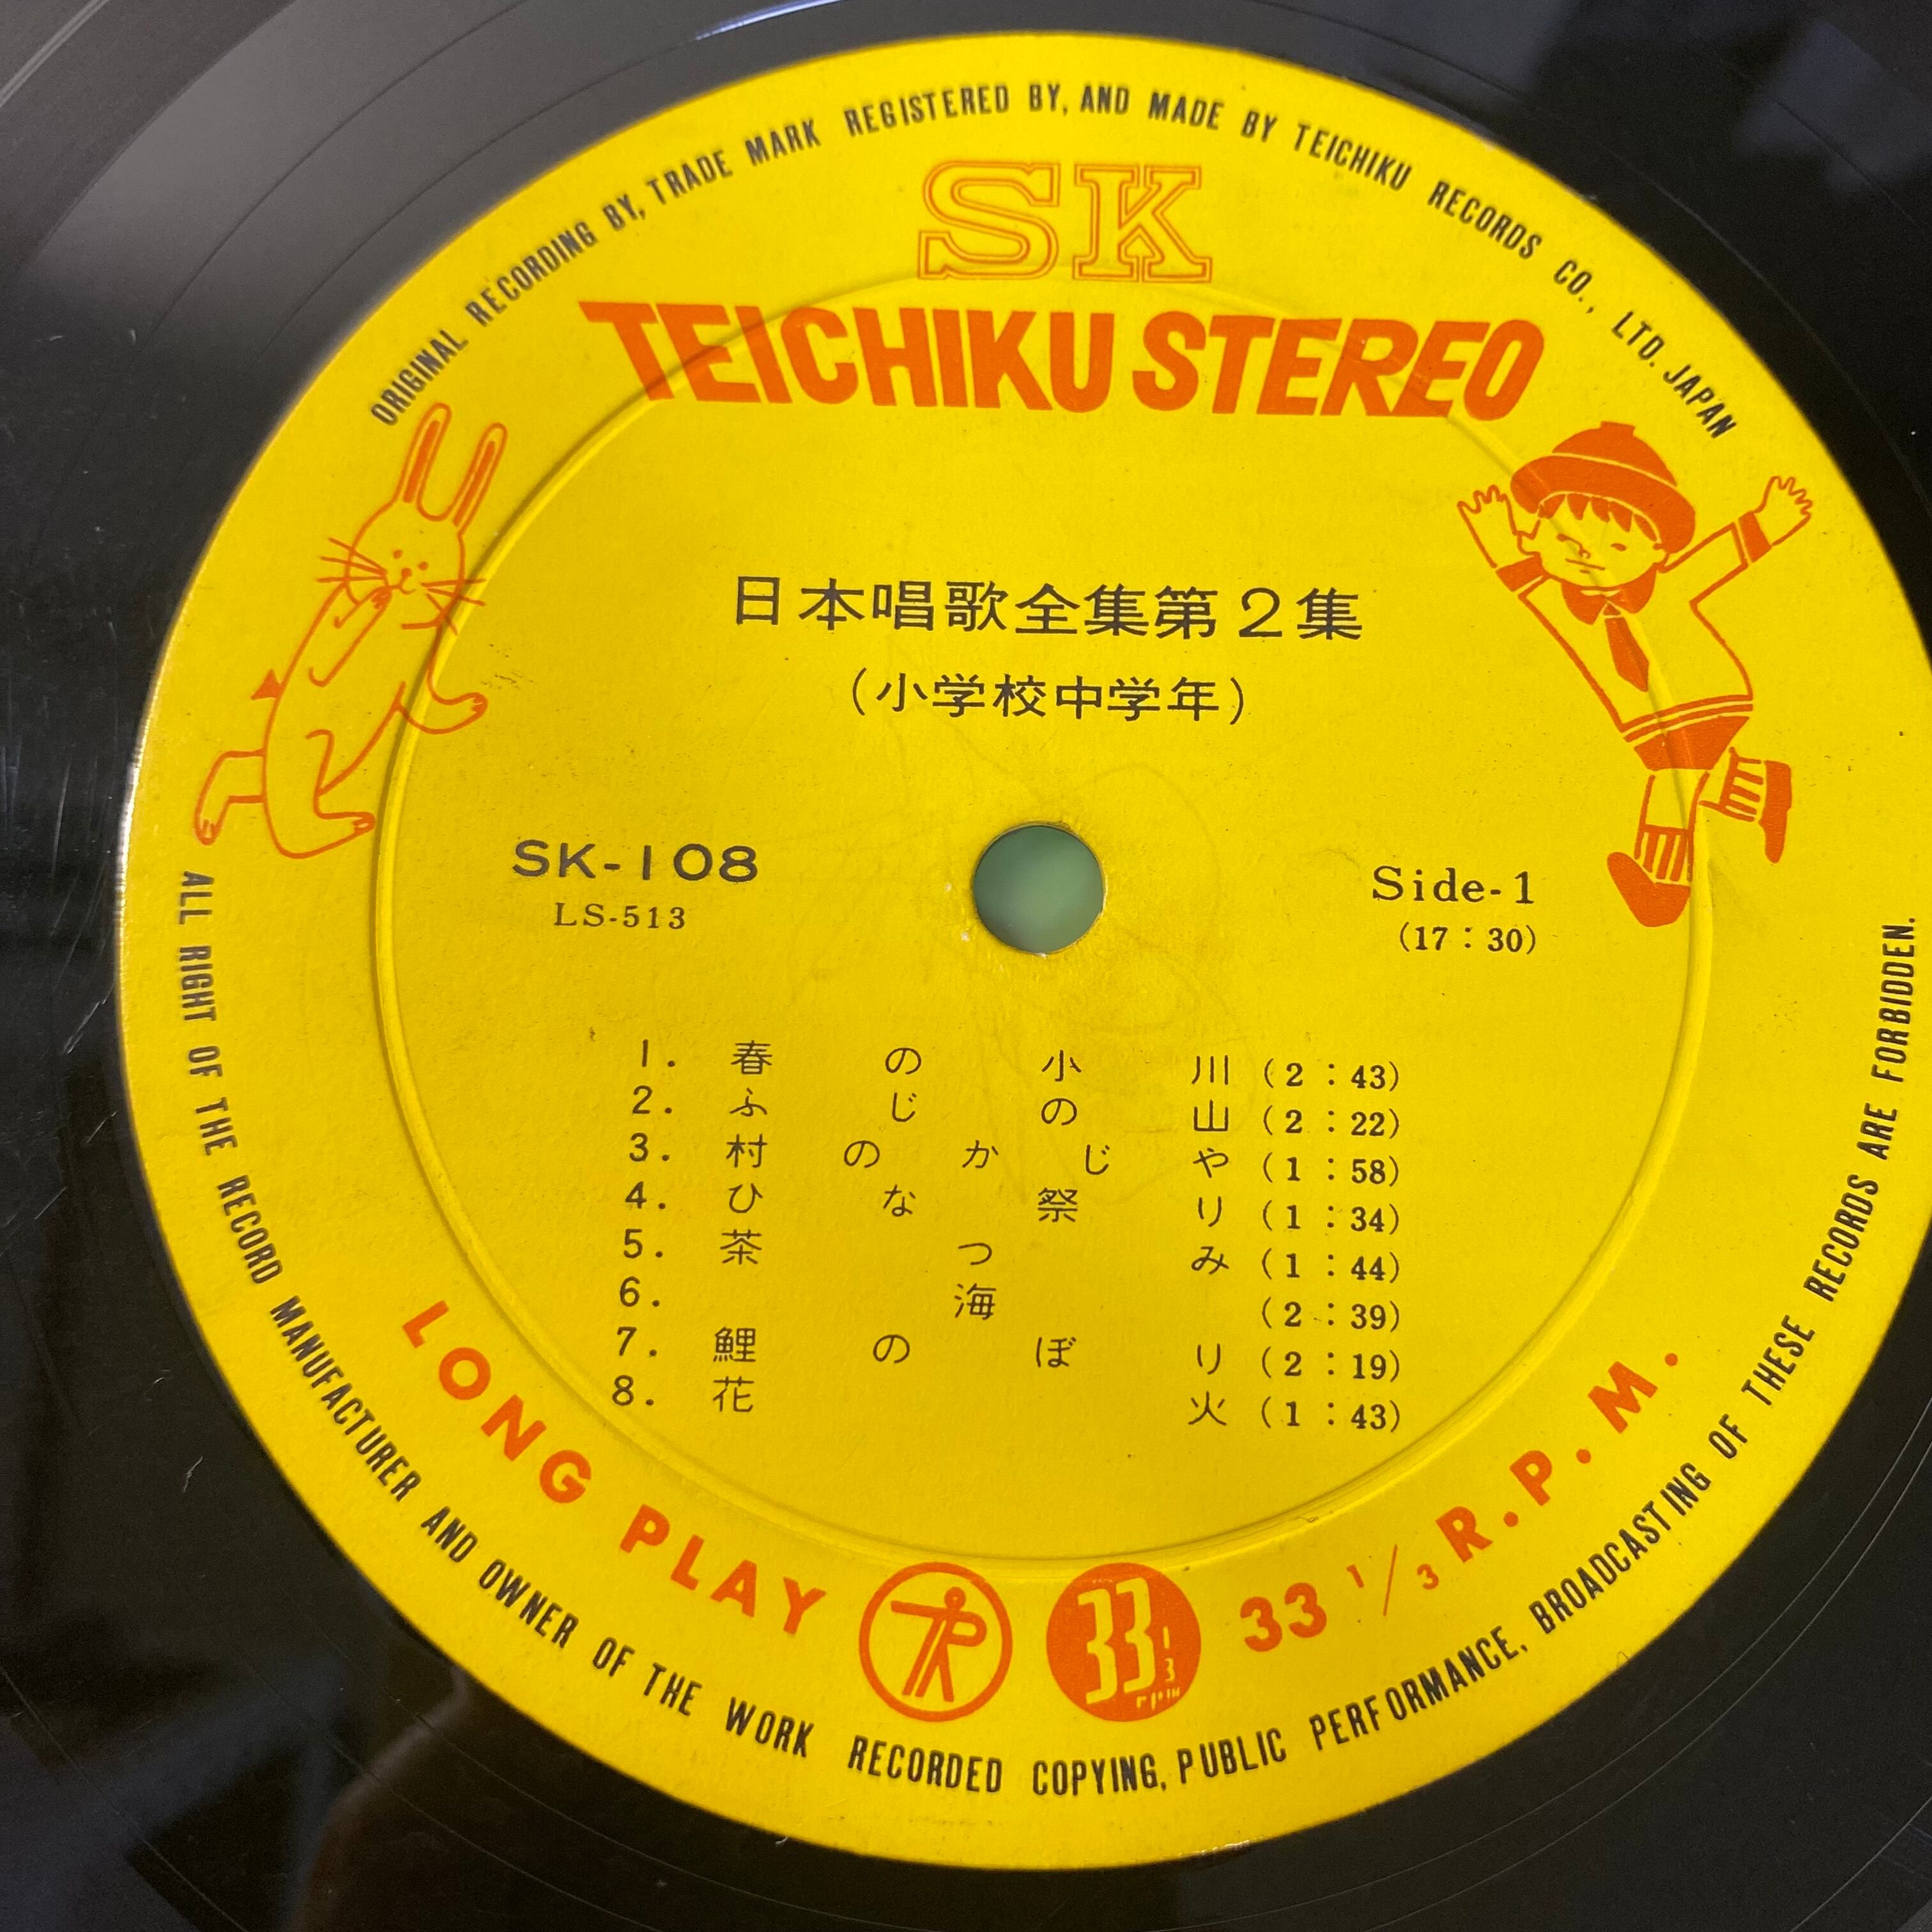 ORIGINAL RECORDING BY, TRADE MARK REGISTERED BY, AND MADE BY TEICHIKU RECORDS CO., LTD. JAPAN
SK
TEICHIKU STEREO
日本唱歌全集第2集
(小学校中学年)
SK-108
LS-513
Side-1
(17:30)
1. 春の小川 (2:43)
2. ふじの山 (2:22)
3. 村のかじや (1:58)
4. ひな祭り (1:34)
5. 茶つみ (1:44)
6. 海 (2:39)
7. 鯉のぼり (2:19)
8. 花火 (1:43)
LONG PLAY
33 1/3 rpm
33 1/3 R.P.M.
ALL RIGHT OF THE RECORD MANUFACTURER AND OWNER OF THE WORK RECORDED COPYING, PUBLIC PERFORMANCE, BROADCASTING OF THESE RECORDS ARE FORBIDDEN.